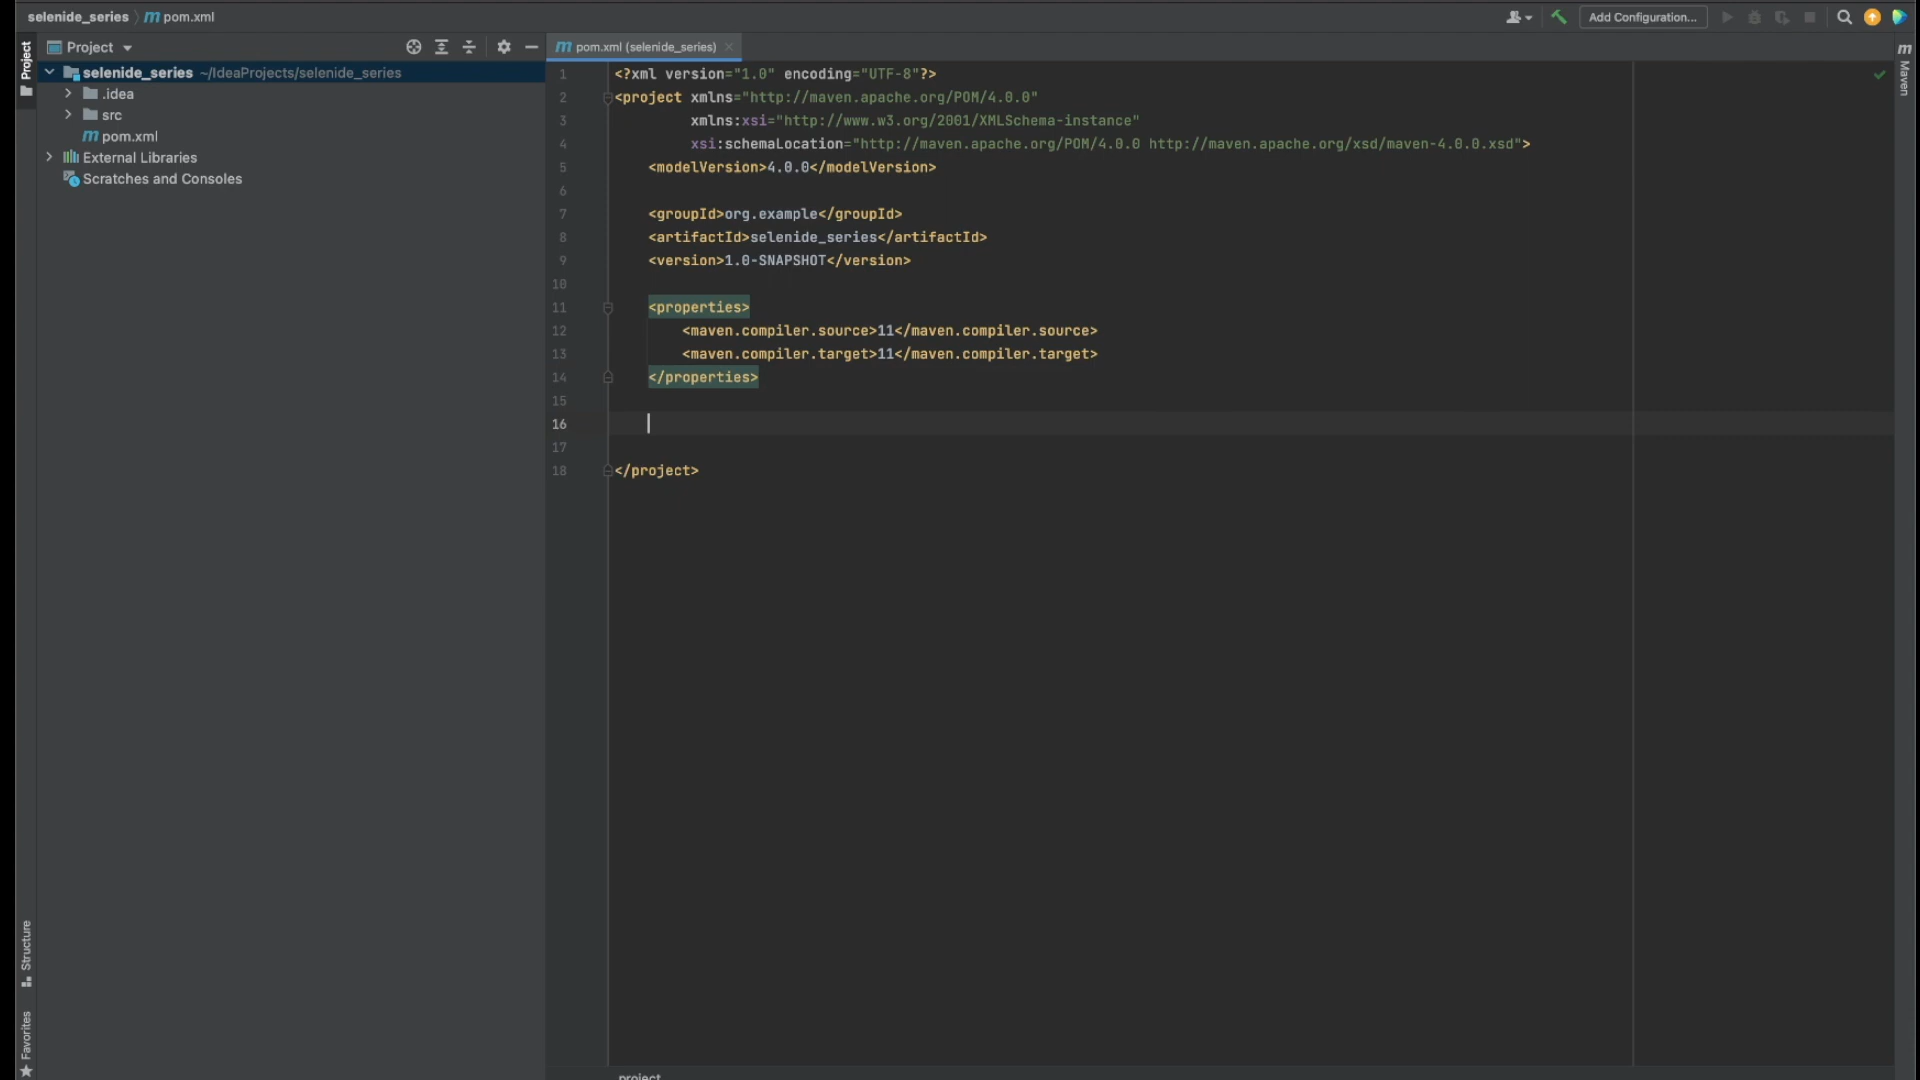 selenide_series pom.xml
Add Configuration...
Project
Project
pom.xml (selenide_series)
Maven
selenide_series ~/IdeaProjects/selenide_series
.idea
src
pom.xml
External Libraries
Scratches and Consoles
1 <?xml version="1.0" encoding="UTF-8"?>
2 <project xmlns="http://maven.apache.org/POM/4.0.0"
3 xmlns:xsi="http://www.w3.org/2001/XMLSchema-instance"
4 xsi:schemaLocation="http://maven.apache.org/POM/4.0.0 http://maven.apache.org/xsd/maven-4.0.0.xsd">
5 <modelVersion>4.0.0</modelVersion>
6
7 <groupId>org.example</groupId>
8 <artifactId>selenide_series</artifactId>
9 <version>1.0-SNAPSHOT</version>
10
11 <properties>
12 <maven.compiler.source>11</maven.compiler.source>
13 <maven.compiler.target>11</maven.compiler.target>
14 </properties>
15
16
17
18 </project>
Structure
Favorites
project